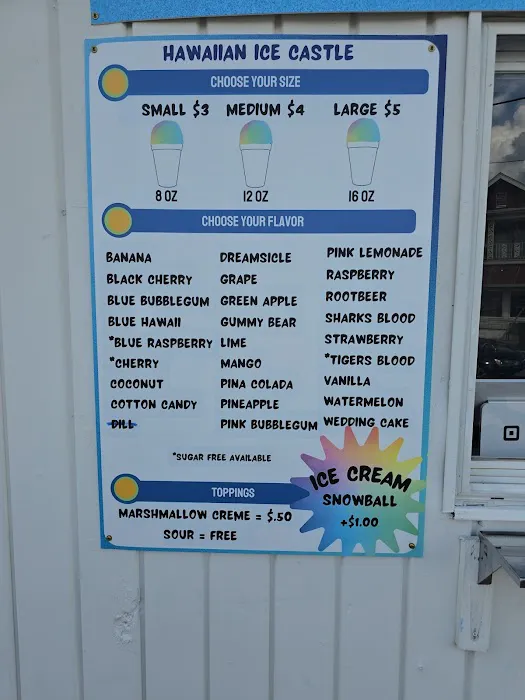 HAWAIIAN ICE CASTLE
CHOOSE YOUR SIZE
SMALL $3 MEDIUM $4 LARGE $5
8 OZ 12 OZ 16 OZ
CHOOSE YOUR FLAVOR
BANANA
BLACK CHERRY
BLUE BUBBLEGUM
BLUE HAWAII
*BLUE RASPBERRY
*CHERRY
COCONUT
COTTON CANDY
DILL
DREAMSICLE
GRAPE
GREEN APPLE
GUMMY BEAR
LIME
MANGO
PINA COLADA
PINEAPPLE
PINK BUBBLEGUM
PINK LEMONADE
RASPBERRY
ROOTBEER
SHARKS BLOOD
STRAWBERRY
*TIGERS BLOOD
VANILLA
WATERMELON
WEDDING CAKE
*SUGAR FREE AVAILABLE
TOPPINGS
MARSHMALLOW CREME = $.50
SOUR = FREE
ICE CREAM
SNOWBALL
+$1.00